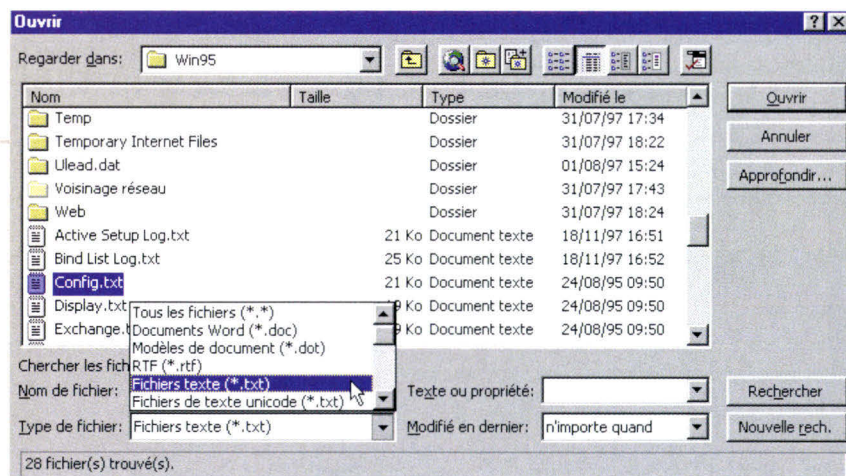 Ouvrir
Regarder dans: Win95
Nom Taille Type Modifié le
Temp Dossier 31/07/97 17:34
Temporary Internet Files Dossier 31/07/97 18:22
Ulead.dat Dossier 01/08/97 15:24
Voisinage réseau Dossier 31/07/97 17:43
Web Dossier 31/07/97 18:24
Active Setup Log.txt 21 Ko Document texte 18/11/97 16:51
Bind List Log.txt 25 Ko Document texte 18/11/97 16:52
Config.txt 21 Ko Document texte 24/08/95 09:50
Display.txt 9 Ko Document texte 24/08/95 09:50
Exchange.t 9 Ko Document texte 24/08/95 09:50
Ouvrir
Annuler
Approfondir...
Tous les fichiers (*.*)
Documents Word (*.doc)
Modèles de document (*.dot)
RTF (*.rtf)
Fichiers texte (*.txt)
Fichiers de texte unicode (*.txt)
Chercher les fich
Nom de fichier: Texte ou propriété: Rechercher
Type de fichier: Fichiers texte (*.txt) Modifié en dernier: n'importe quand Nouvelle rech.
28 fichier(s) trouvé(s).